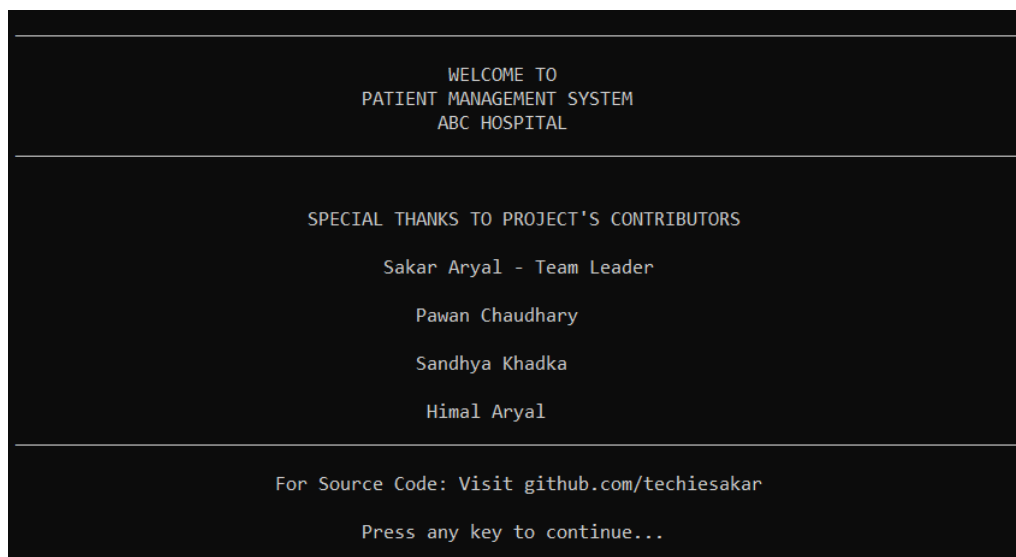 WELCOME TO
PATIENT MANAGEMENT SYSTEM
ABC HOSPITAL
SPECIAL THANKS TO PROJECT'S CONTRIBUTORS
Sakar Aryal - Team Leader
Pawan Chaudhary
Sandhya Khadka
Himal Aryal
For Source Code: Visit github.com/techiesakar
Press any key to continue...